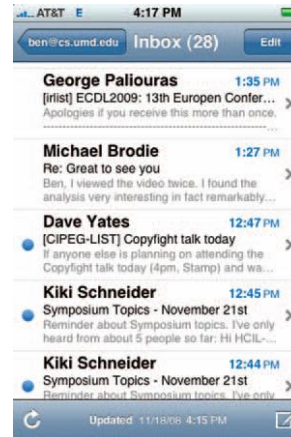 AT&T E 4:17 PM
ben@cs.umd.edu Inbox (28) Edit
George Paliouras 1:35 PM
[irlist] ECDL2009: 13th Europen Confer...
Apologies if you receive this more than once.
---------------------------------------------------...
Michael Brodie 1:27 PM
Re: Great to see you
Ben, I viewed the video twice. I found the
analysis very interesting in fact remarkably...
Dave Yates 12:47 PM
[CIPEG-LIST] Copyfight talk today
If anyone else is planning on attending the
Copyfight talk today (4pm, Stamp) and wa...
Kiki Schneider 12:45 PM
Symposium Topics - November 21st
Reminder about Symposium topics. I've only
heard from about 5 people so far: Hi HCIL-...
Kiki Schneider 12:44 PM
Symposium Topics - November 21st
Reminder about Symposium topics. I've only
Updated 11/18/08 4:15 PM